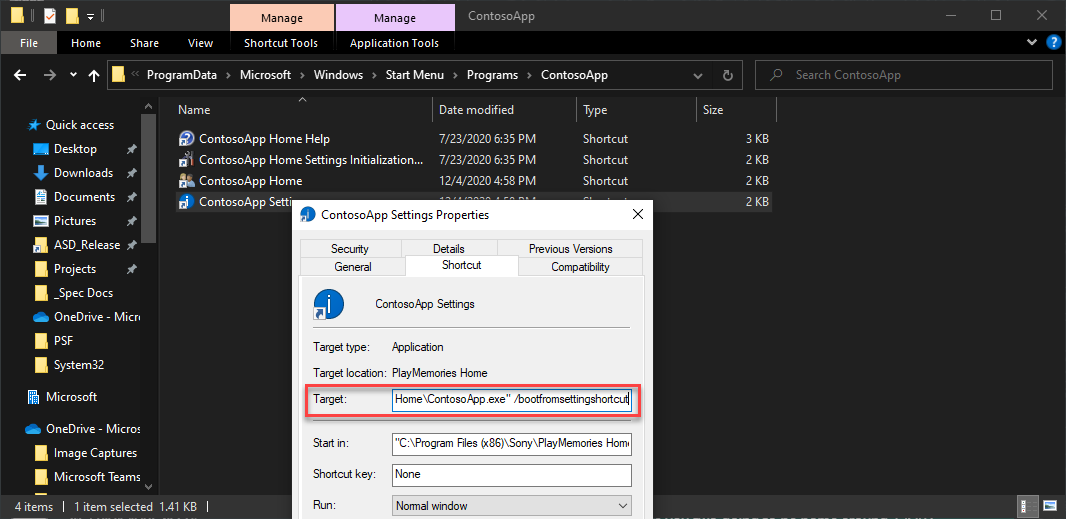 Manage Manage ContosoApp
File Home Share View Shortcut Tools Application Tools
« ProgramData > Microsoft > Windows > Start Menu > Programs > ContosoApp
Search ContosoApp
Name Date modified Type Size
ContosoApp Home Help 7/23/2020 6:35 PM Shortcut 3 KB
ContosoApp Home Settings Initialization... 7/23/2020 6:35 PM Shortcut 2 KB
ContosoApp Home 12/4/2020 4:58 PM Shortcut 2 KB
ContosoApp 2 KB
Quick access
Desktop
Downloads
Documents
Pictures
ASD_Release
Projects
_Spec Docs
OneDrive - Micr
PSF
System32
Microsoft
OneDrive - Micro
Image Captures
Microsoft Teams
ContosoApp Settings Properties
Security Details Previous Versions
General Shortcut Compatibility
ContosoApp Settings
Target type: Application
Target location: PlayMemories Home
Target: Home\ContosoApp.exe" /bootfromsettingshortcut
Start in: "C:\Program Files (x86)\Sony\PlayMemories Home
Shortcut key: None
Run: Normal window
4 items 1 item selected 1.41 KB